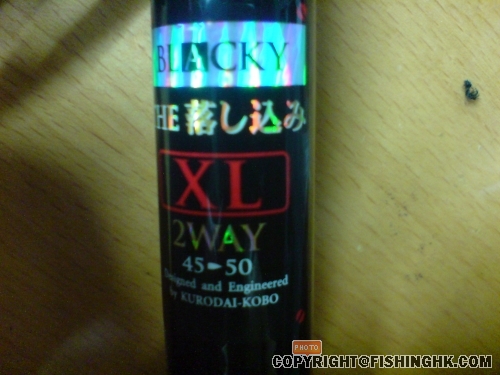 BLACKY
THE 落し込み
XL
2WAY
45-50
Designed and Engineered
by KURODAI-KOBO
PHOTO
COPYRIGHT@FISHINGHK.COM